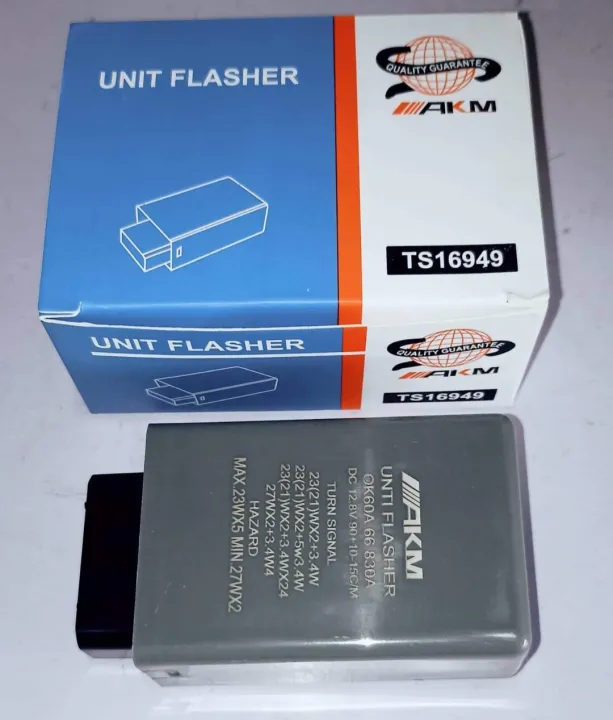 UNIT FLASHER
QUALITY GUARANTEE
AKM
TS16949
UNIT FLASHER
QUALITY GUARANTEE
AKM
TS16949
AKM
UNTI FLASHER
OK60A 66 830A
DC 12.8V 90+10-15C/M
TURN SIGNAL
23(21)WX2+3.4W
23(21)WX2+5w3.4W
23(21)WX2+3.4WX24
27WX2+3.4W4
HAZARD
MAX.23WX5 MIN.27WX2